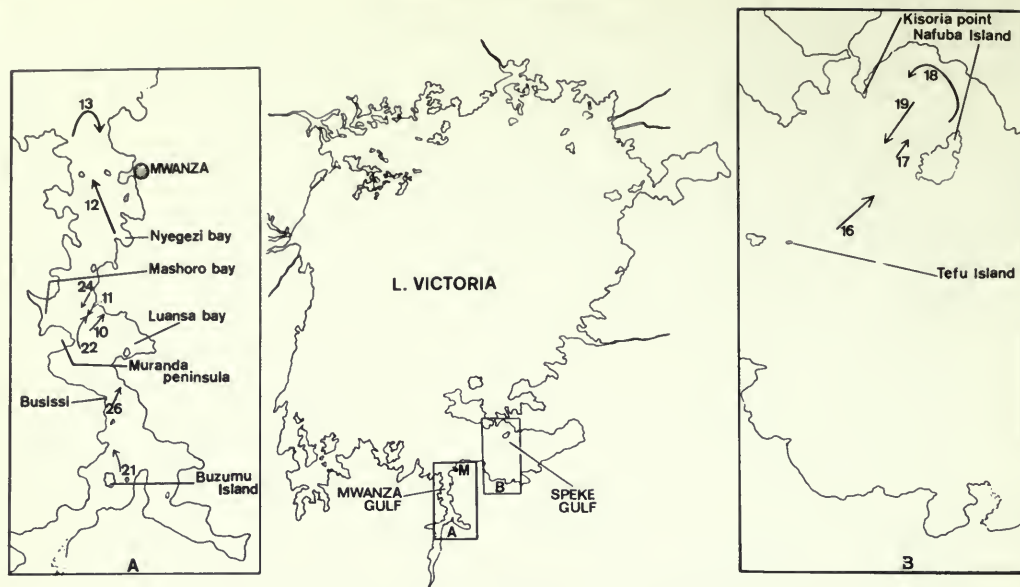 13
MWANZA
12
Nyegezi bay
Mashoro bay
24
11
10
Luansa bay
22
Muranda
peninsula
Busissi
26
21
Buzumu
Island
A
L. VICTORIA
M
MWANZA
GULF
A
B
SPEKE
GULF
Kisoria point
Nafuba Island
18
19
17
16
Tefu Island
B